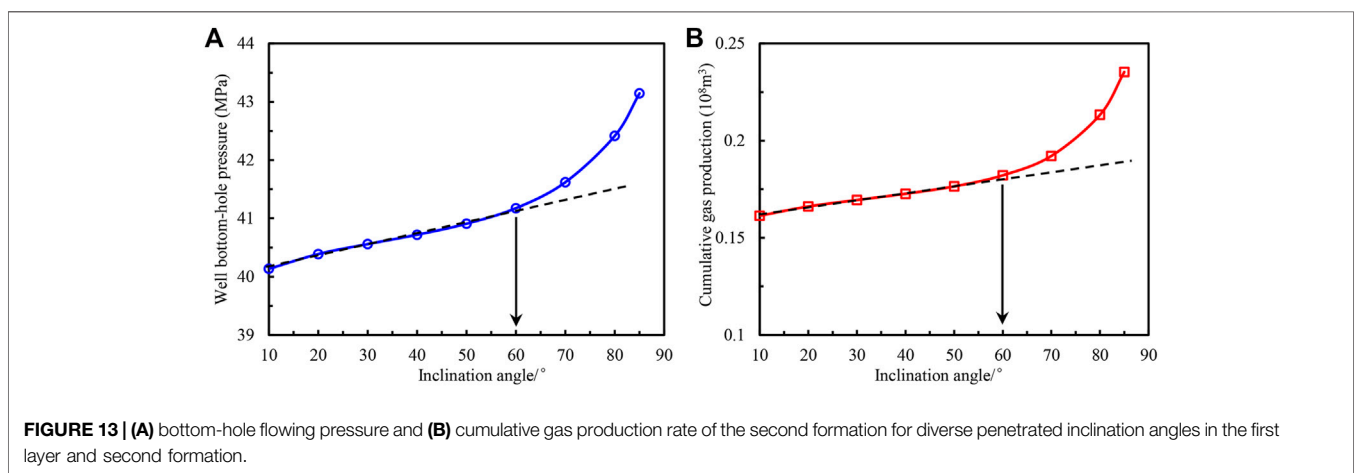 A
Well bottom-hole pressure (MPa)
44
43
42
41
40
39
10 20 30 40 50 60 70 80 90
Inclination angle/°
B
Cumulative gas production (10⁸m³)
0.25
0.2
0.15
0.1
10 20 30 40 50 60 70 80 90
Inclination angle/°
FIGURE 13 | (A) bottom-hole flowing pressure and (B) cumulative gas production rate of the second formation for diverse penetrated inclination angles in the first
layer and second formation.